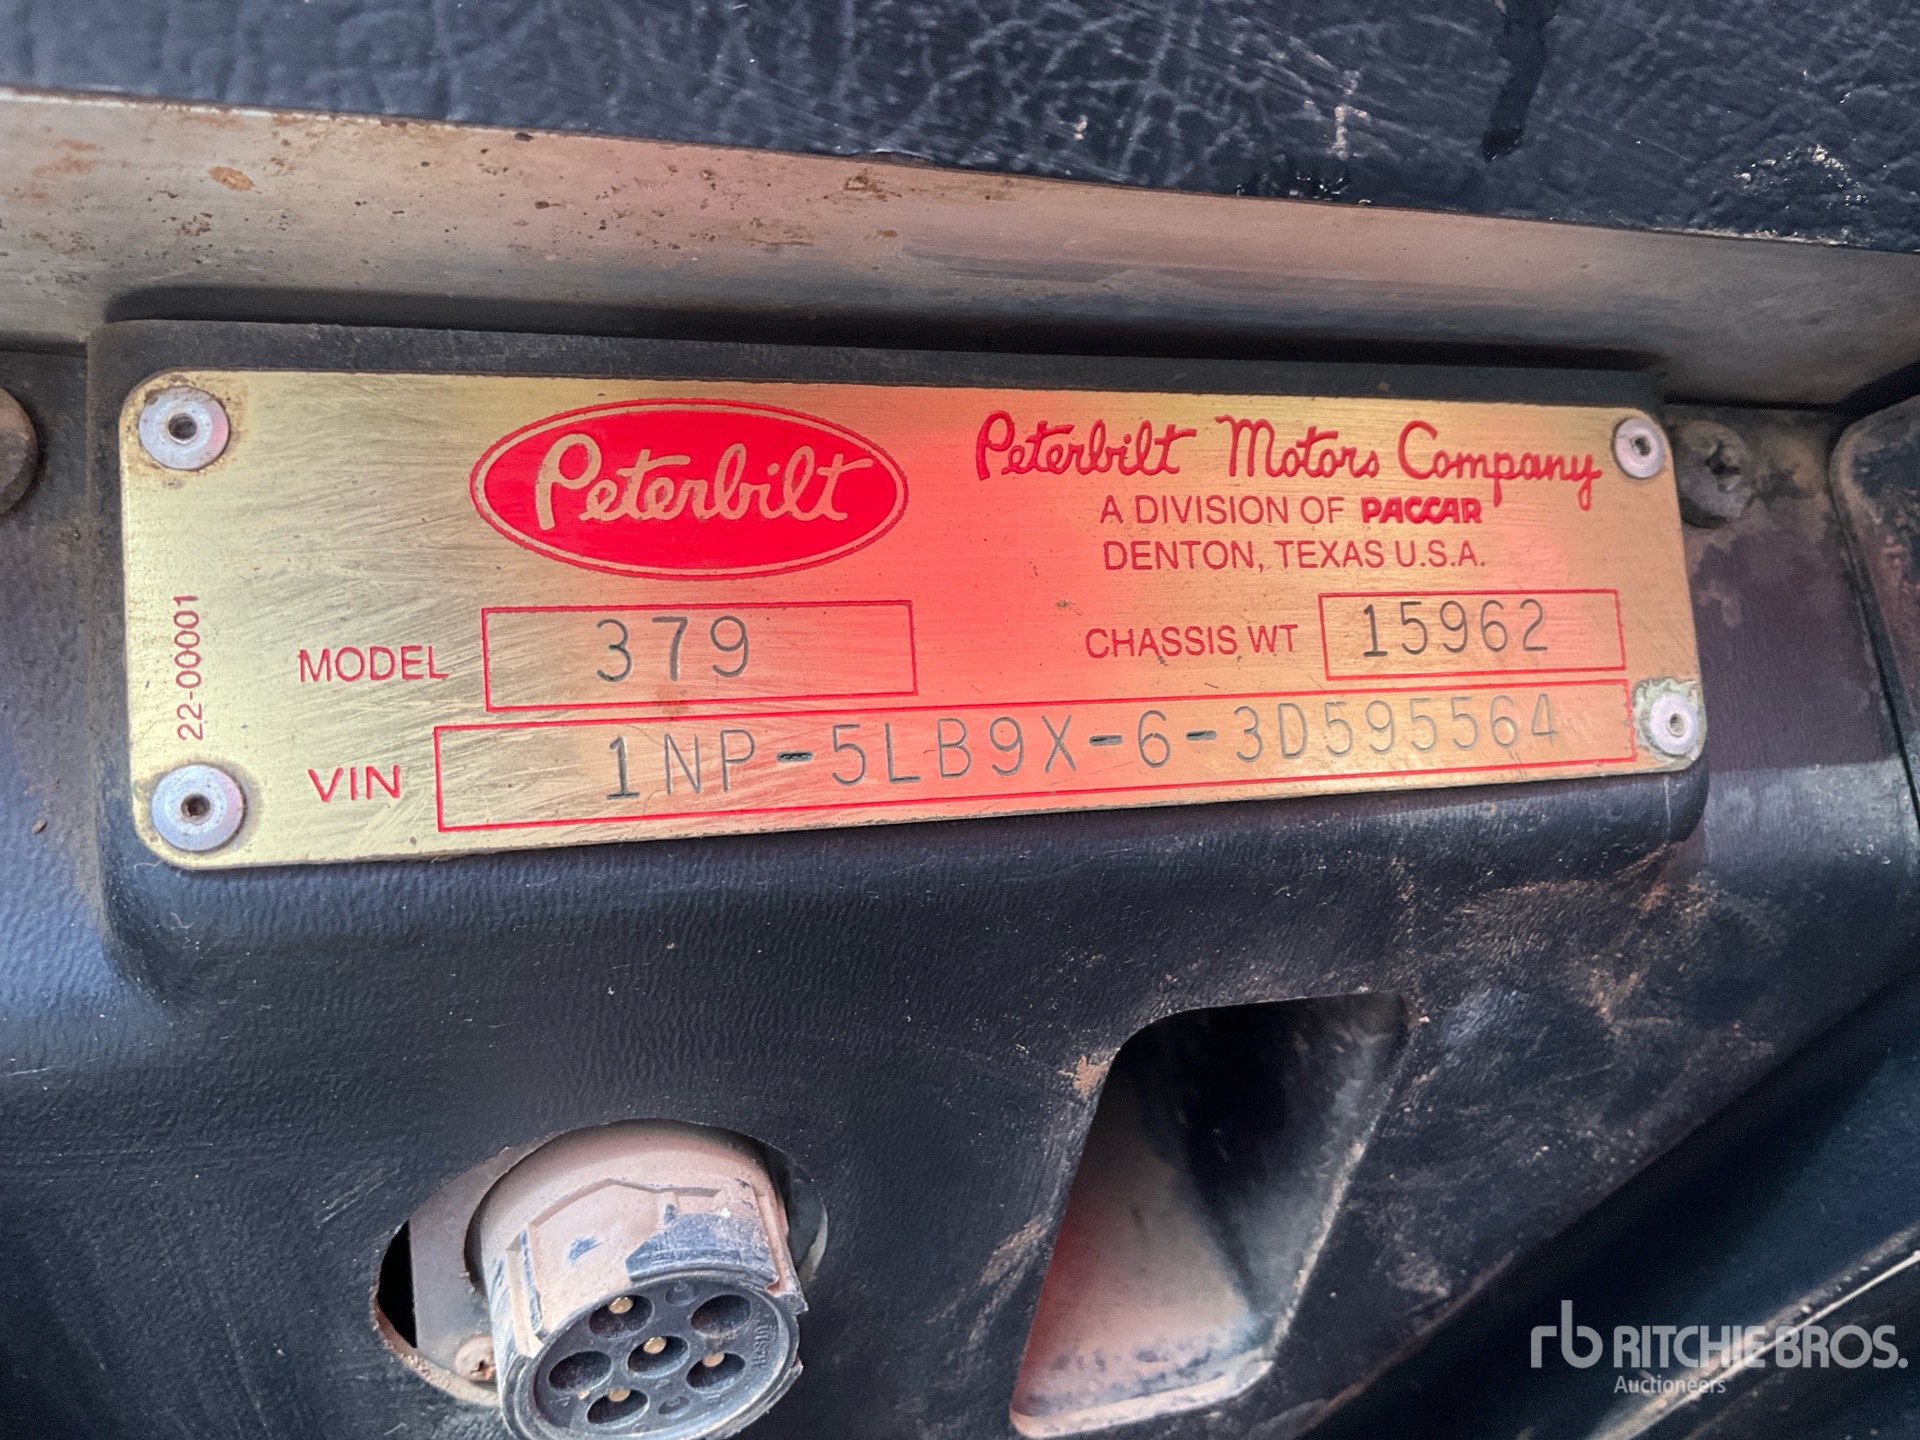 Peterbilt
Peterbilt Motors Company
A DIVISION OF PACCAR
DENTON, TEXAS U.S.A.
22-00001
MODEL 379
CHASSIS WT 15962
VIN 1NP-5LB9X-6-3D595564
rb RITCHIE BROS.
Auctioneers